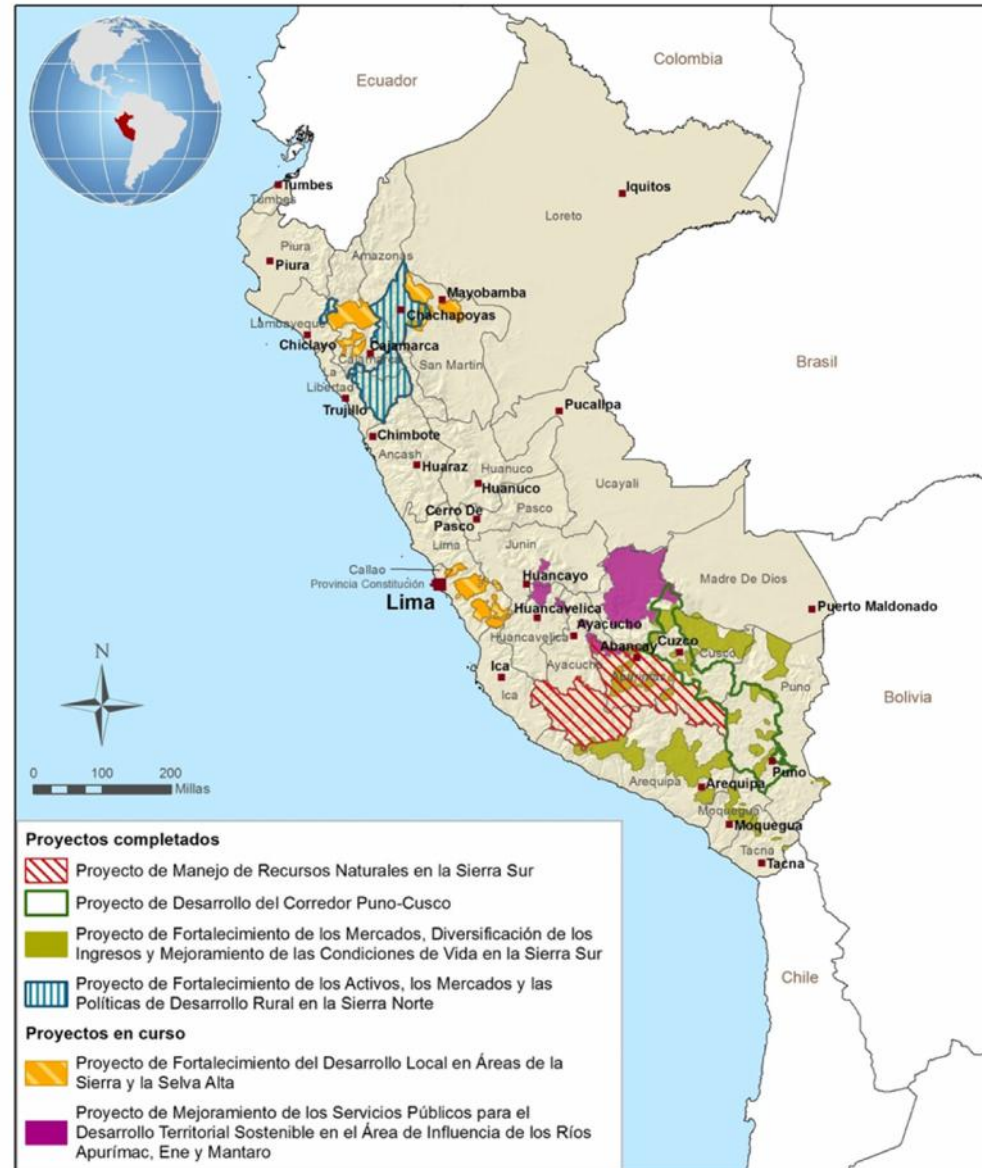 Colombia
Ecuador
Tumbes
Tumbes
Iquitos
Loreto
Piura
Piura
Amazonas
Mayobamba
Chachapoyas
Lambayeque
Chiclayo
Cajamarca
Cajamarca
San Martin
La
Libertad
Trujillo
Brasil
Pucallpa
Chimbote
Ancash
Huaraz
Huanuco
Huanuco
Ucayali
Pasco
Cerro De
Pasco
Lima
Junín
Callao
Provincia Constitución
Lima
Huancayo
Madre De Dios
Puerto Maldonado
Huancavelica
Ayacucho
Huancavelica
Abancay
Cuzco
Cusco
Ayacucho
Apurímac
Ica
Ica
Puno
Bolivia
N
0 100 200
Millas
Puno
Arequipa
Arequipa
Moquegua
Moquegua
Tacna
Tacna
Chile
Proyectos completados
Proyecto de Manejo de Recursos Naturales en la Sierra Sur
Proyecto de Desarrollo del Corredor Puno-Cusco
Proyecto de Fortalecimiento de los Mercados, Diversificación de los
Ingresos y Mejoramiento de las Condiciones de Vida en la Sierra Sur
Proyecto de Fortalecimiento de los Activos, los Mercados y las
Políticas de Desarrollo Rural en la Sierra Norte
Proyectos en curso
Proyecto de Fortalecimiento del Desarrollo Local en Áreas de la
Sierra y la Selva Alta
Proyecto de Mejoramiento de los Servicios Públicos para el
Desarrollo Territorial Sostenible en el Área de Influencia de los Ríos
Apurímac, Ene y Mantaro